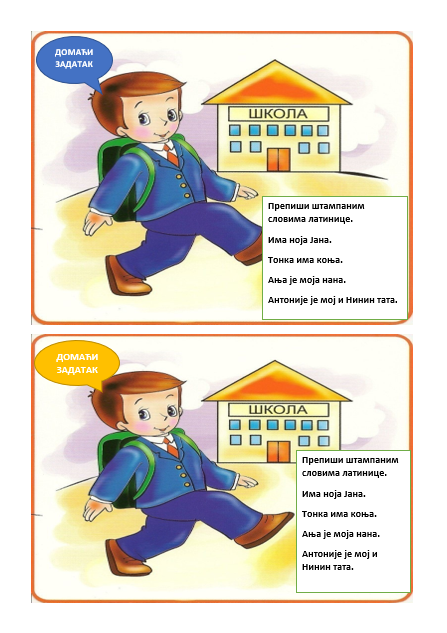 ДОМАЋИ
ЗАДАТАК
ШКОЛА
Препиши штампаним
словима латинице.
Има ноја Јана.
Тонка има коња.
Ања је моја нана.
Антоније је мој и Нинин тата.
ДОМАЋИ
ЗАДАТАК
ШКОЛА
Препиши штампаним
словима латинице.
Има ноја Јана.
Тонка има коња.
Ања је моја нана.
Антоније је мој и
Нинин тата.